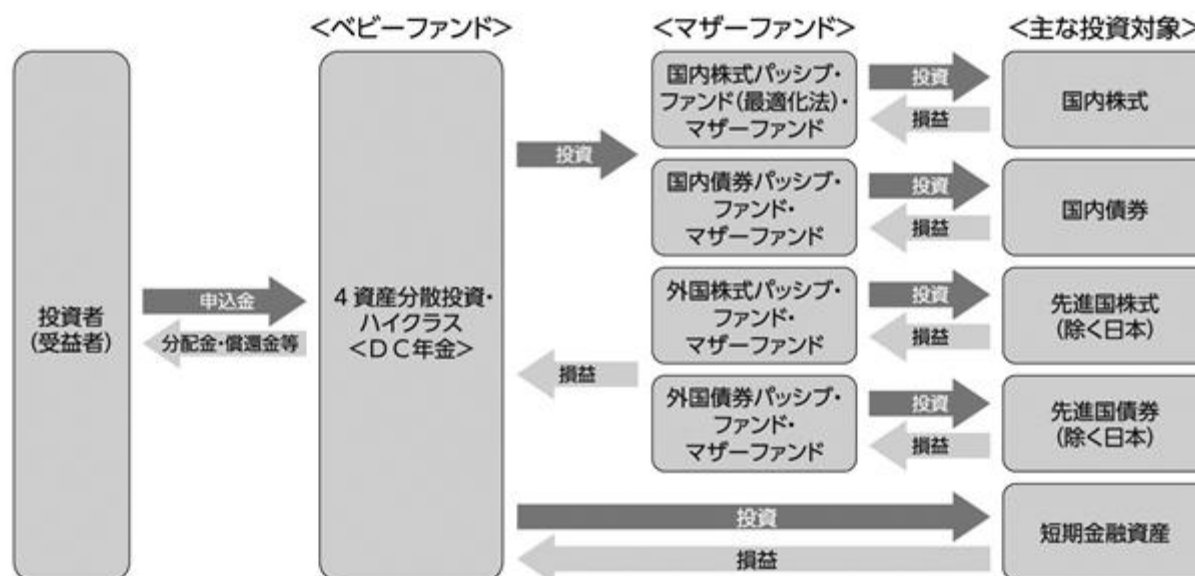 <ベビーファンド>
<マザーファンド>
<主な投資対象>
投資者
(受益者)
申込金
分配金・償還金等
4資産分散投資・
ハイクラス
<DC年金>
投資
損益
国内株式パッシブ・
ファンド(最適化法)・
マザーファンド
投資
損益
国内株式
国内債券パッシブ・
ファンド・
マザーファンド
投資
損益
国内債券
外国株式パッシブ・
ファンド・
マザーファンド
投資
損益
先進国株式
(除く日本)
外国債券パッシブ・
ファンド・
マザーファンド
投資
損益
先進国債券
(除く日本)
投資
損益
短期金融資産